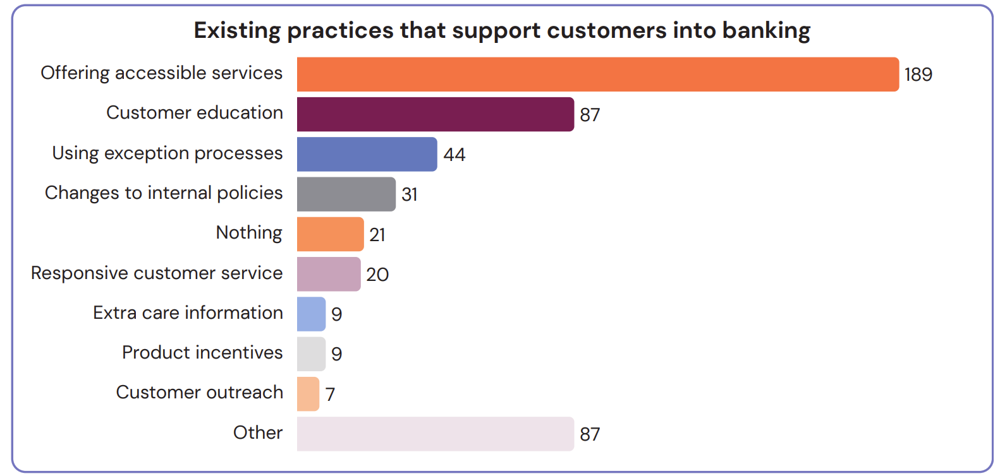 Existing practices that support customers into banking
Offering accessible services 189
Customer education 87
Using exception processes 44
Changes to internal policies 31
Nothing 21
Responsive customer service 20
Extra care information 9
Product incentives 9
Customer outreach 7
Other 87